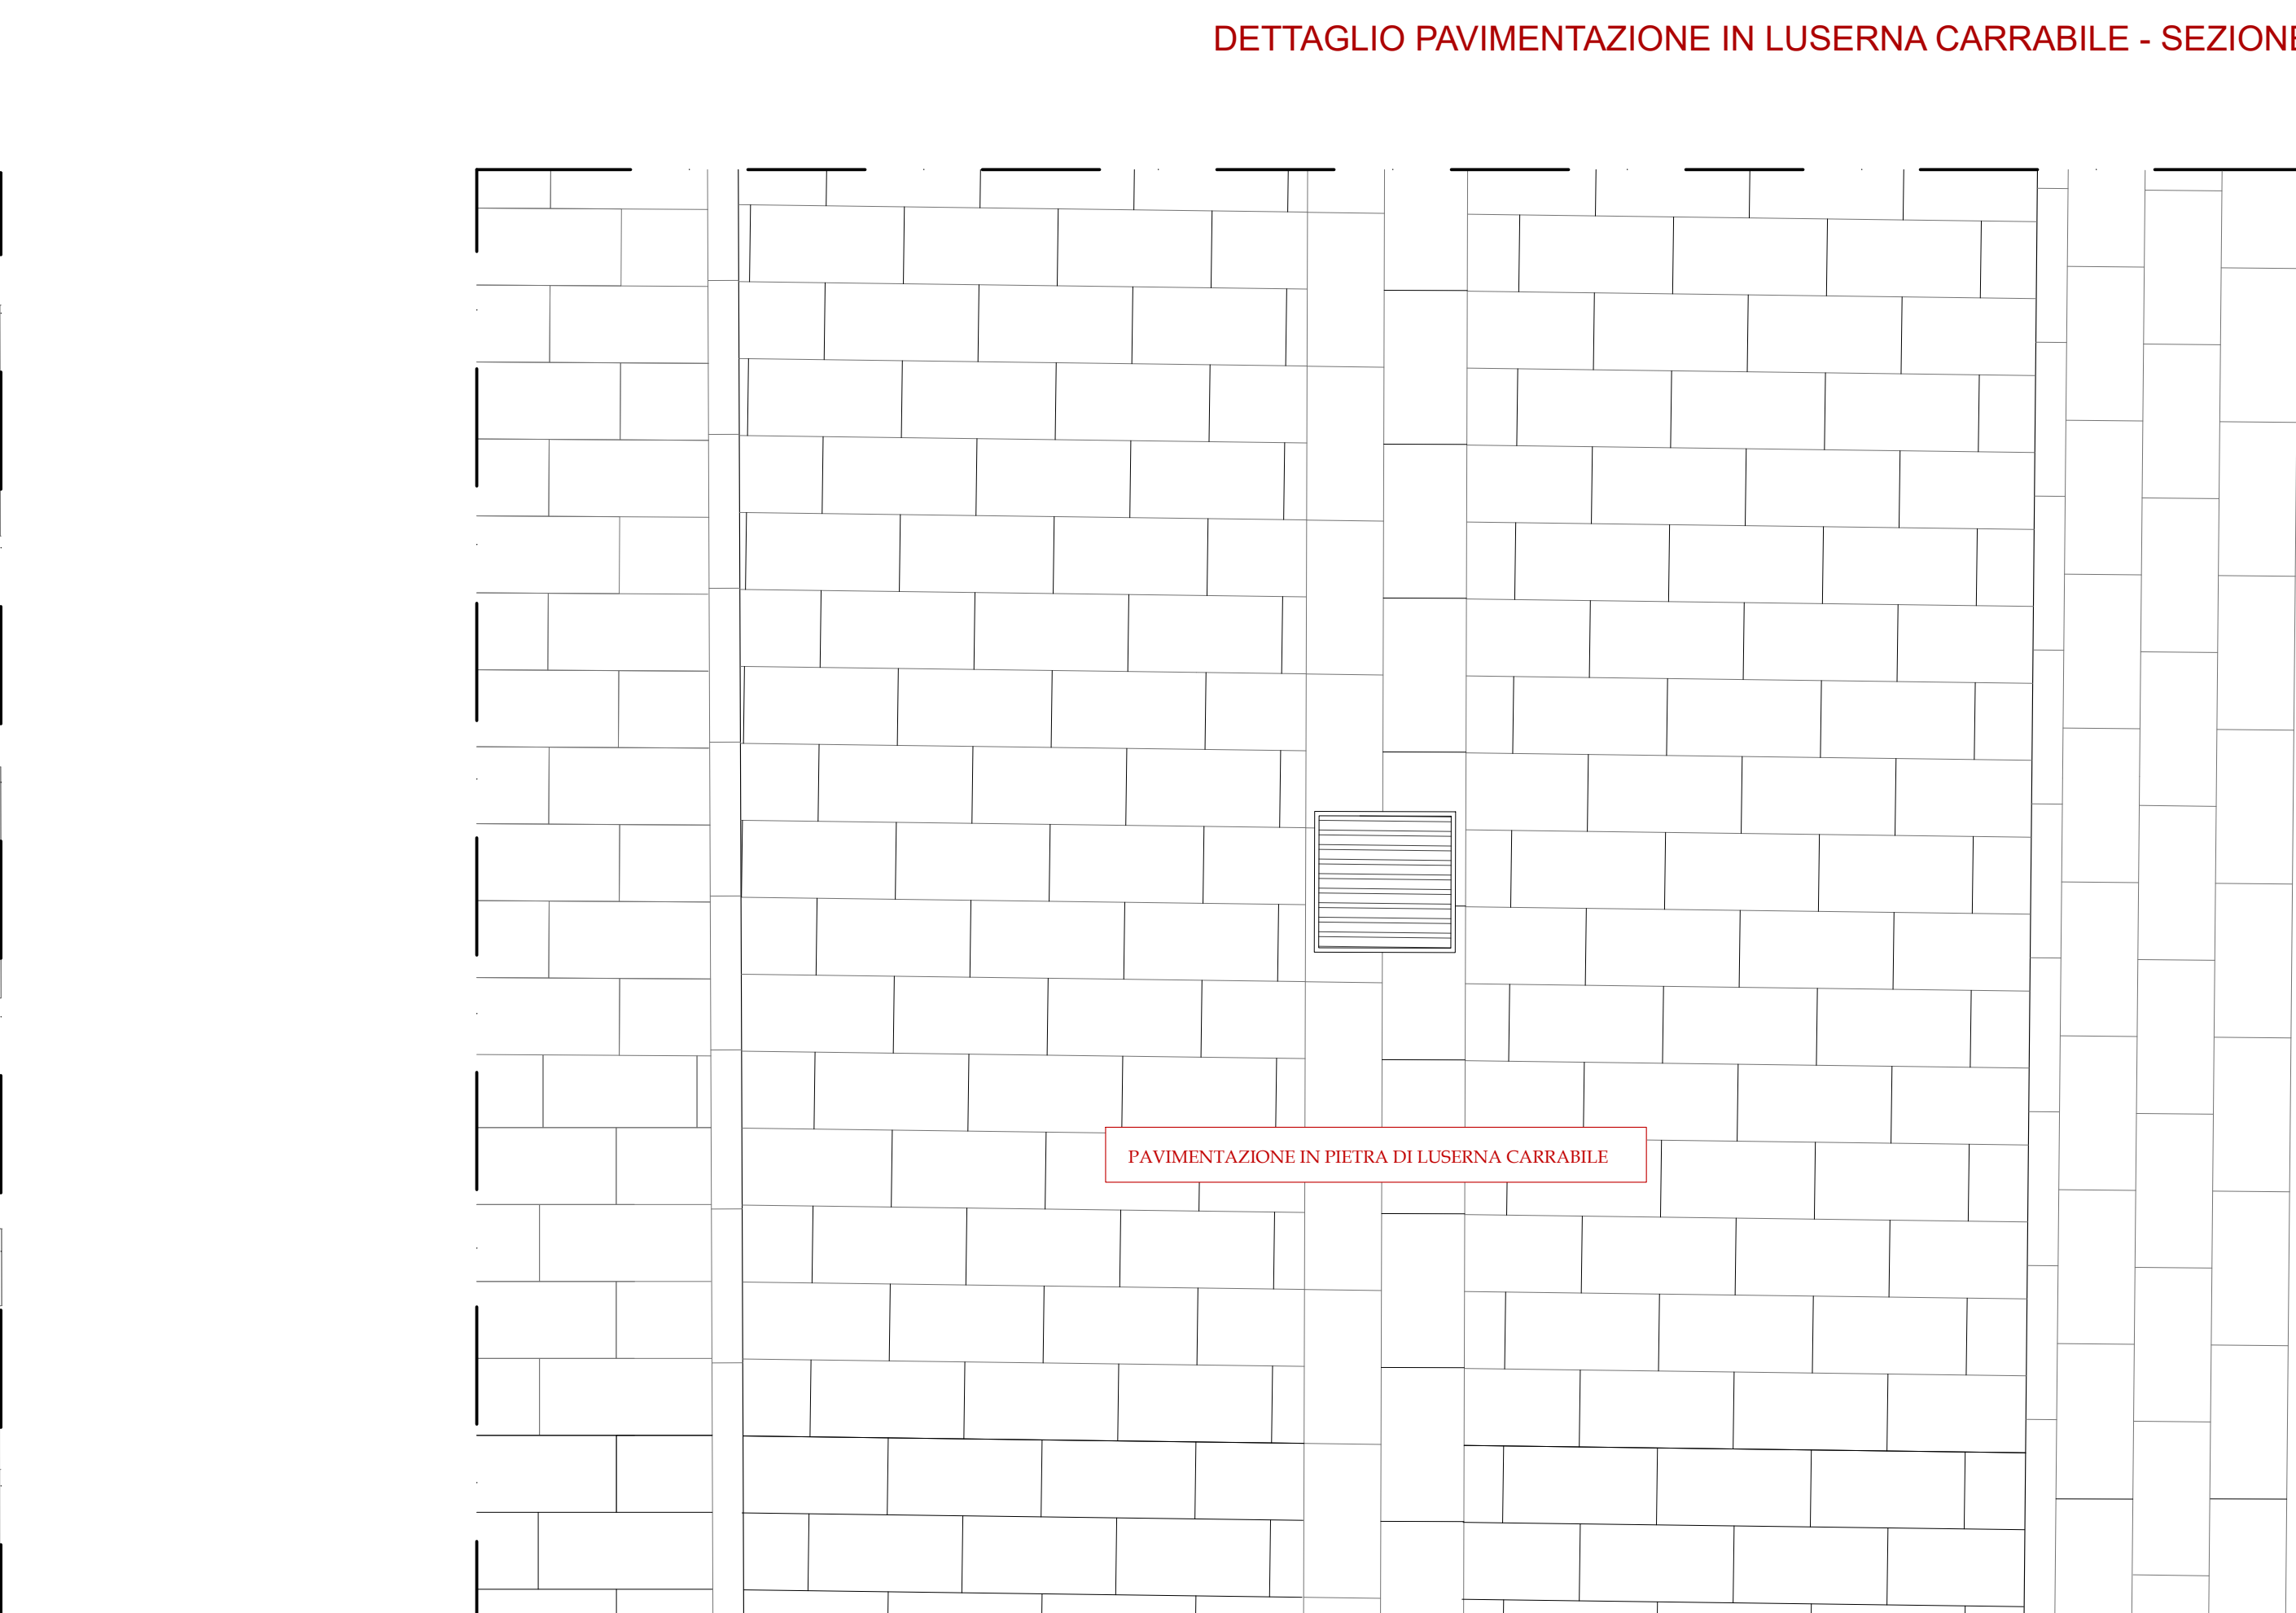 DETTAGLIO PAVIMENTAZIONE IN LUSERNA CARRABILE - SEZIONE
PAVIMENTAZIONE IN PIETRA DI LUSERNA CARRABILE